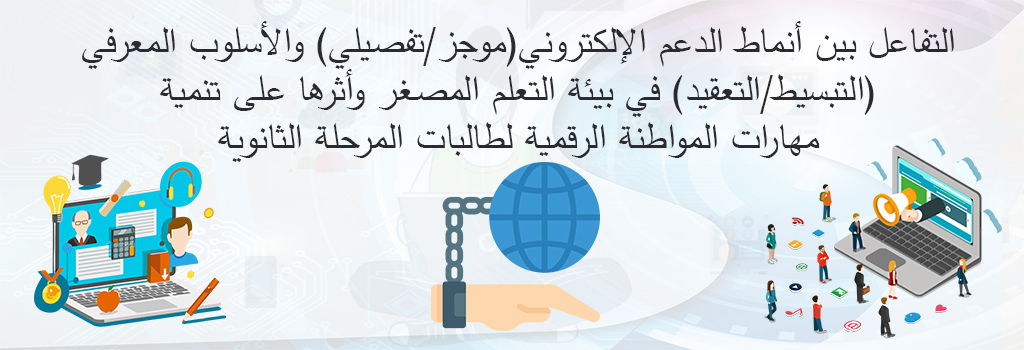 التفاعل بين أنماط الدعم الإلكتروني(موجز/تفصيلي) والأسلوب المعرفي
(التبسيط/التعقيد) في بيئة التعلم المصغر وأثرها على تنمية
مهارات المواطنة الرقمية لطالبات المرحلة الثانوية